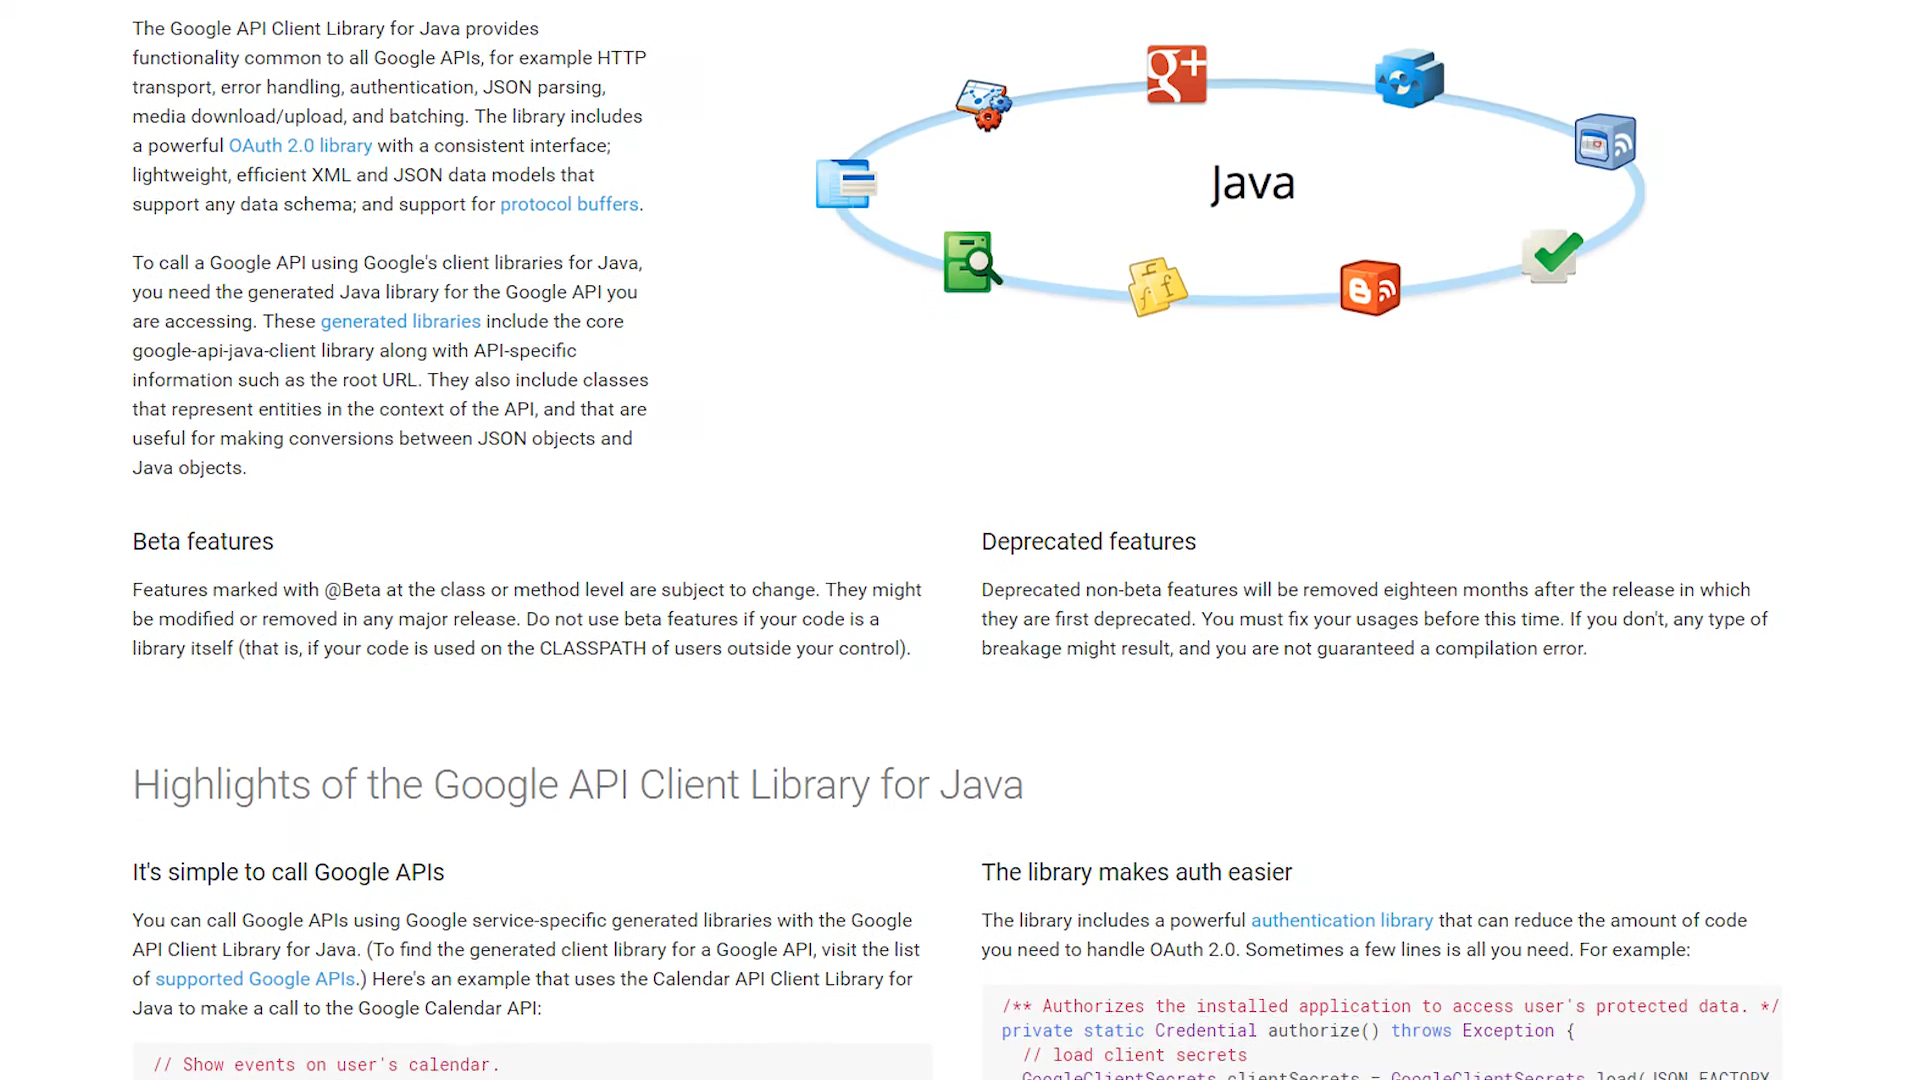 The Google API Client Library for Java provides
functionality common to all Google APIs, for example HTTP
transport, error handling, authentication, JSON parsing,
media download/upload, and batching. The library includes
a powerful OAuth 2.0 library with a consistent interface;
lightweight, efficient XML and JSON data models that
support any data schema; and support for protocol buffers.
To call a Google API using Google's client libraries for Java,
you need the generated Java library for the Google API you
are accessing. These generated libraries include the core
google-api-java-client library along with API-specific
information such as the root URL. They also include classes
that represent entities in the context of the API, and that are
useful for making conversions between JSON objects and
Java objects.
g+
Java
Beta features
Features marked with @Beta at the class or method level are subject to change. They might
be modified or removed in any major release. Do not use beta features if your code is a
library itself (that is, if your code is used on the CLASSPATH of users outside your control).
Deprecated features
Deprecated non-beta features will be removed eighteen months after the release in which
they are first deprecated. You must fix your usages before this time. If you don't, any type of
breakage might result, and you are not guaranteed a compilation error.
Highlights of the Google API Client Library for Java
It's simple to call Google APIs
You can call Google APIs using Google service-specific generated libraries with the Google
API Client Library for Java. (To find the generated client library for a Google API, visit the list
of supported Google APIs.) Here's an example that uses the Calendar API Client Library for
Java to make a call to the Google Calendar API:
// Show events on user's calendar.
The library makes auth easier
The library includes a powerful authentication library that can reduce the amount of code
you need to handle OAuth 2.0. Sometimes a few lines is all you need. For example:
/** Authorizes the installed application to access user's protected data. */
private static Credential authorize() throws Exception {
// load client secrets
GoogleClientSecrets clientSecrets = GoogleClientSecrets.load(JSON_FACTORY,